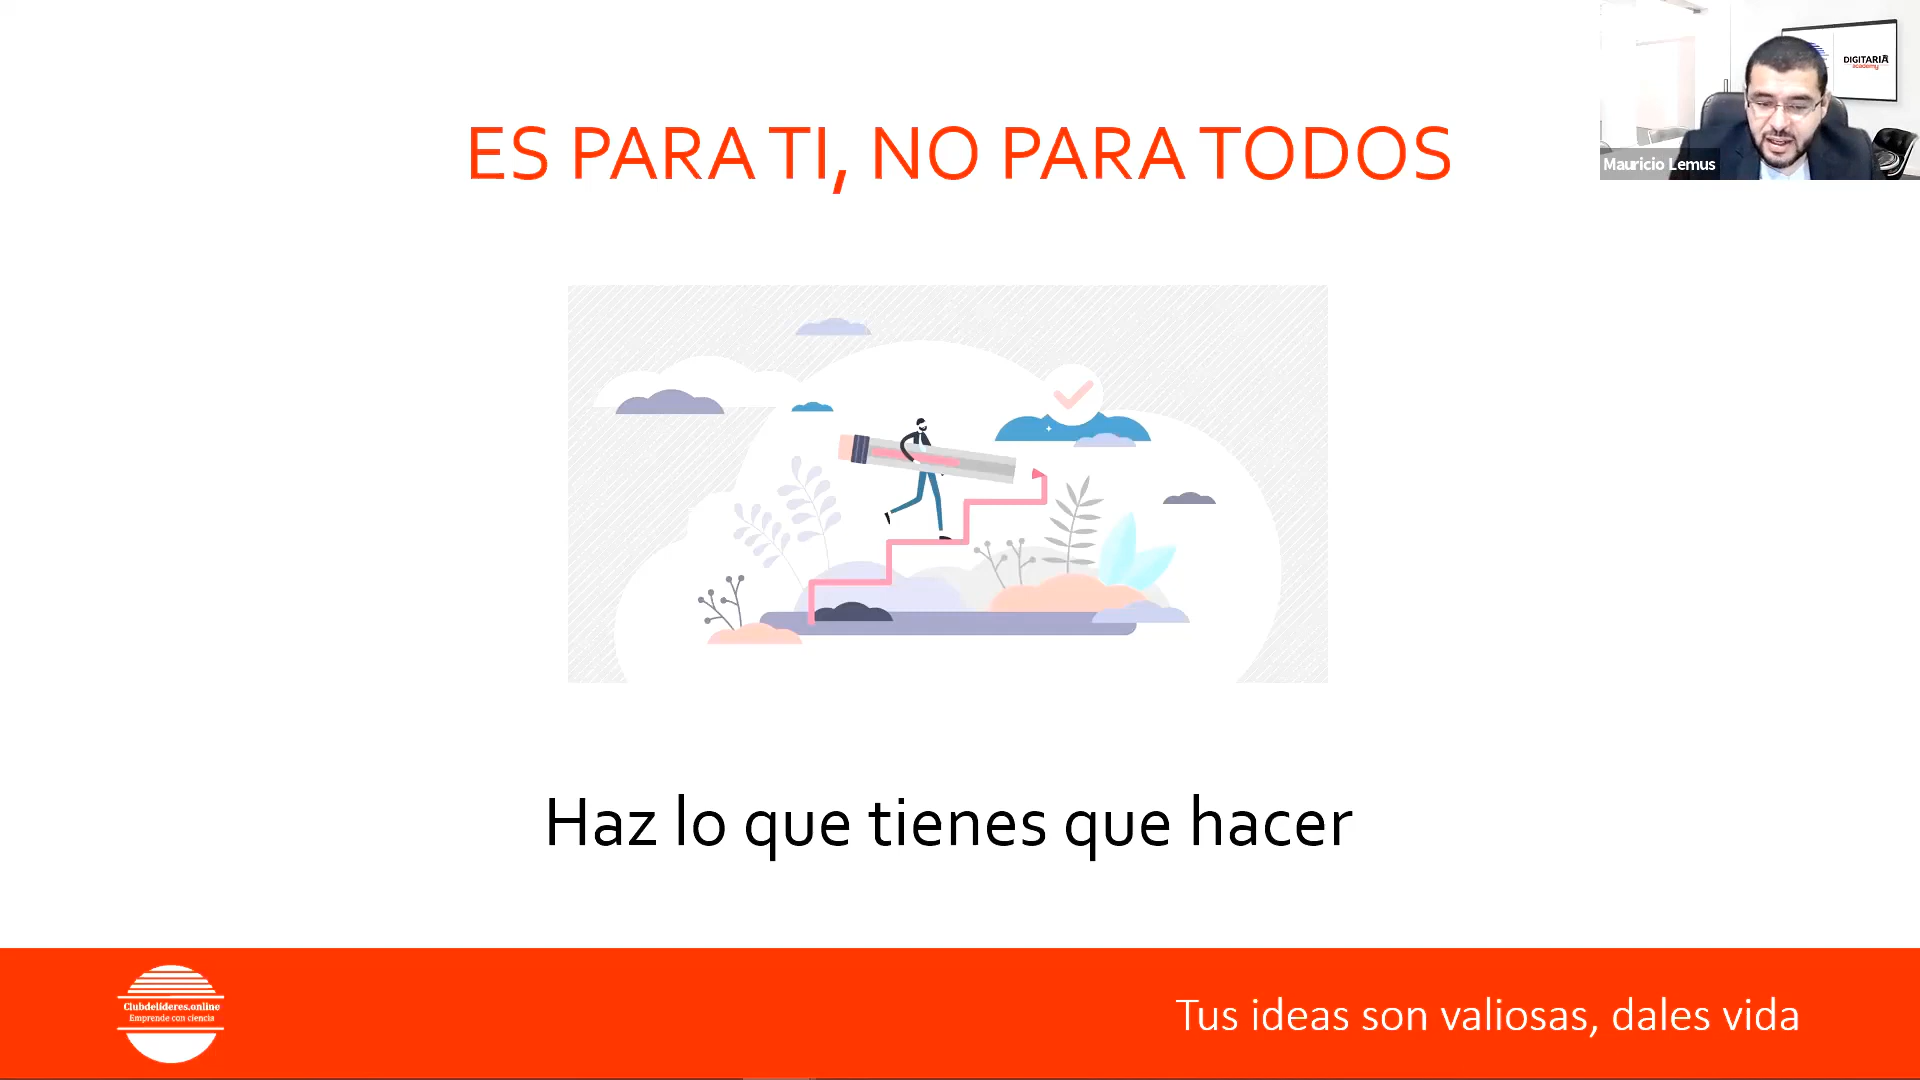 ES PARA TI, NO PARA TODOS
DIGITARIA
academy
Mauricio Lemus
Haz lo que tienes que hacer
Clubdelideres.online
Emprende con ciencia
Tus ideas son valiosas, dales vida